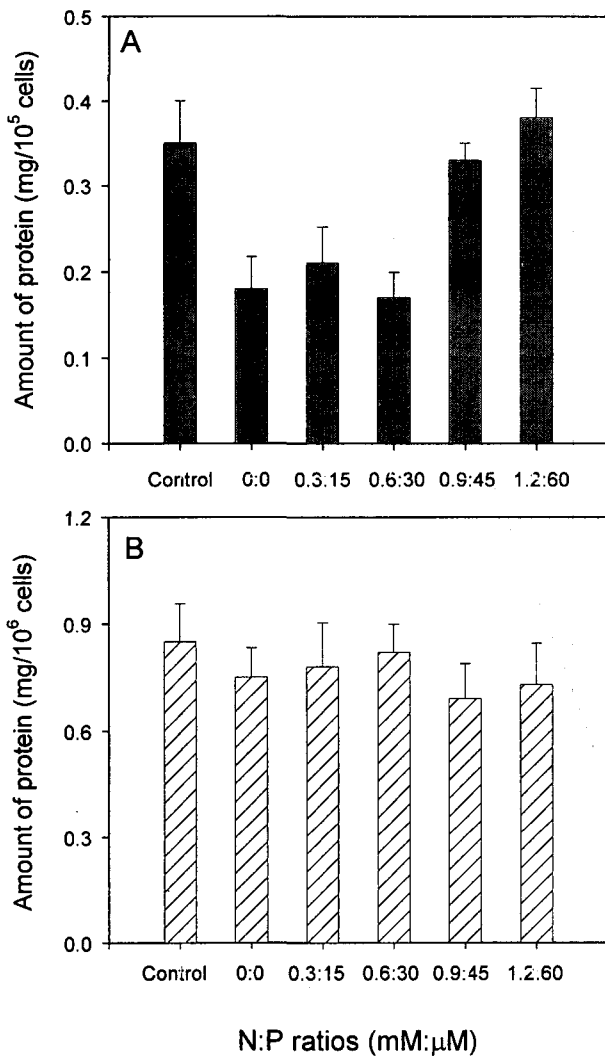 A
Amount of protein (mg/10⁵ cells)
0.5
0.4
0.3
0.2
0.1
0.0
Control 0:0 0.3:15 0.6:30 0.9:45 1.2:60
B
Amount of protein (mg/10⁶ cells)
1.2
0.9
0.6
0.3
0.0
Control 0:0 0.3:15 0.6:30 0.9:45 1.2:60
N:P ratios (mM:μM)